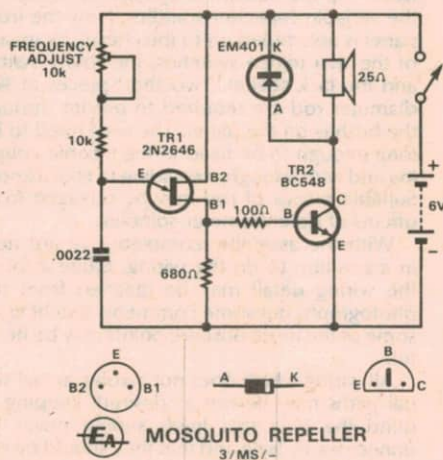 FREQUENCY
ADJUST
10k
EM401
K
A
25Ω
10k
TR1
2N2646
B2
B1
TR2
BC548
100Ω
B
C
E
.0022
680Ω
+
6V
–
E
B2
B1
A
K
B
E
C
EA
MOSQUITO REPELLER
3/MS/–